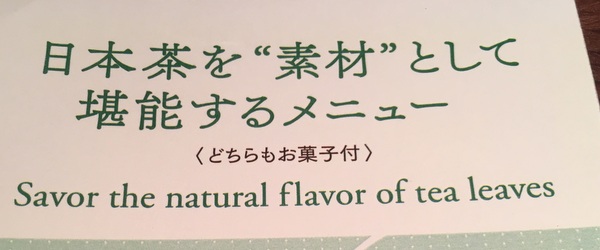 日本茶を“素材”として
堪能するメニュー
〈どちらもお菓子付〉
Savor the natural flavor of tea leaves